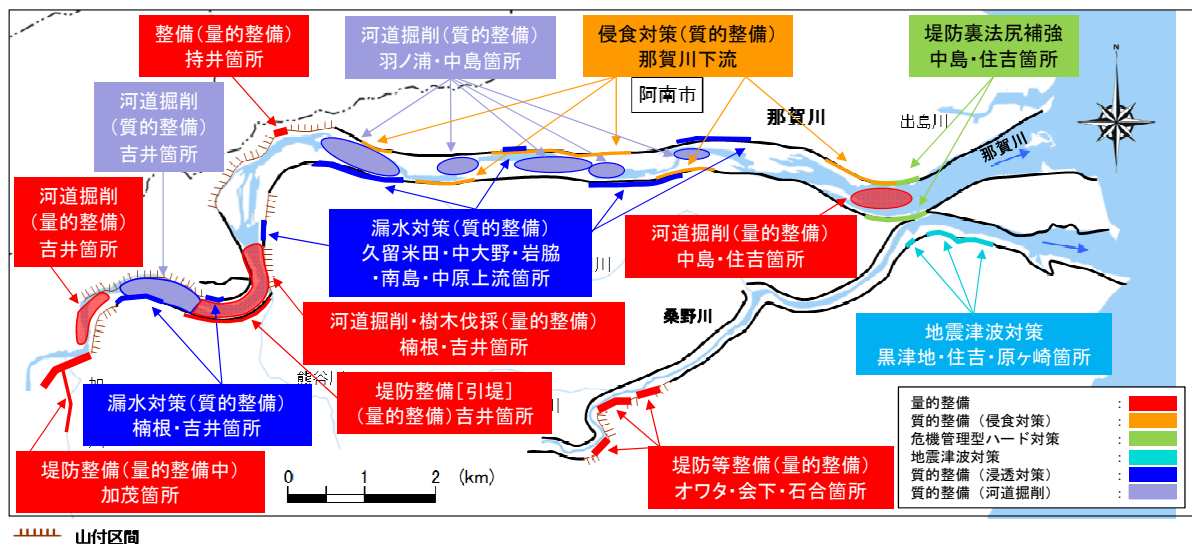 整備(量的整備)
持井箇所
河道掘削(質的整備)
羽ノ浦・中島箇所
侵食対策(質的整備)
那賀川下流
堤防裏法尻補強
中島・住吉箇所
阿南市
N
河道掘削
(質的整備)
吉井箇所
那賀川
出島川
那賀川
河道掘削
(量的整備)
吉井箇所
漏水対策(質的整備)
久留米田・中大野・岩脇
・南島・中原上流箇所
川
河道掘削(量的整備)
中島・住吉箇所
河道掘削・樹木伐採(量的整備)
楠根・吉井箇所
桑野川
地震津波対策
黒津地・住吉・原ヶ崎箇所
熊谷川
加
漏水対策(質的整備)
楠根・吉井箇所
堤防整備[引堤]
(量的整備)吉井箇所
川
堤防整備(量的整備中)
加茂箇所
0 1 2 (km)
堤防等整備(量的整備)
オワタ・会下・石合箇所
量的整備 :
質的整備(侵食対策) :
危機管理型ハード対策 :
地震津波対策 :
質的整備(浸透対策) :
質的整備(河道掘削) :
山付区間